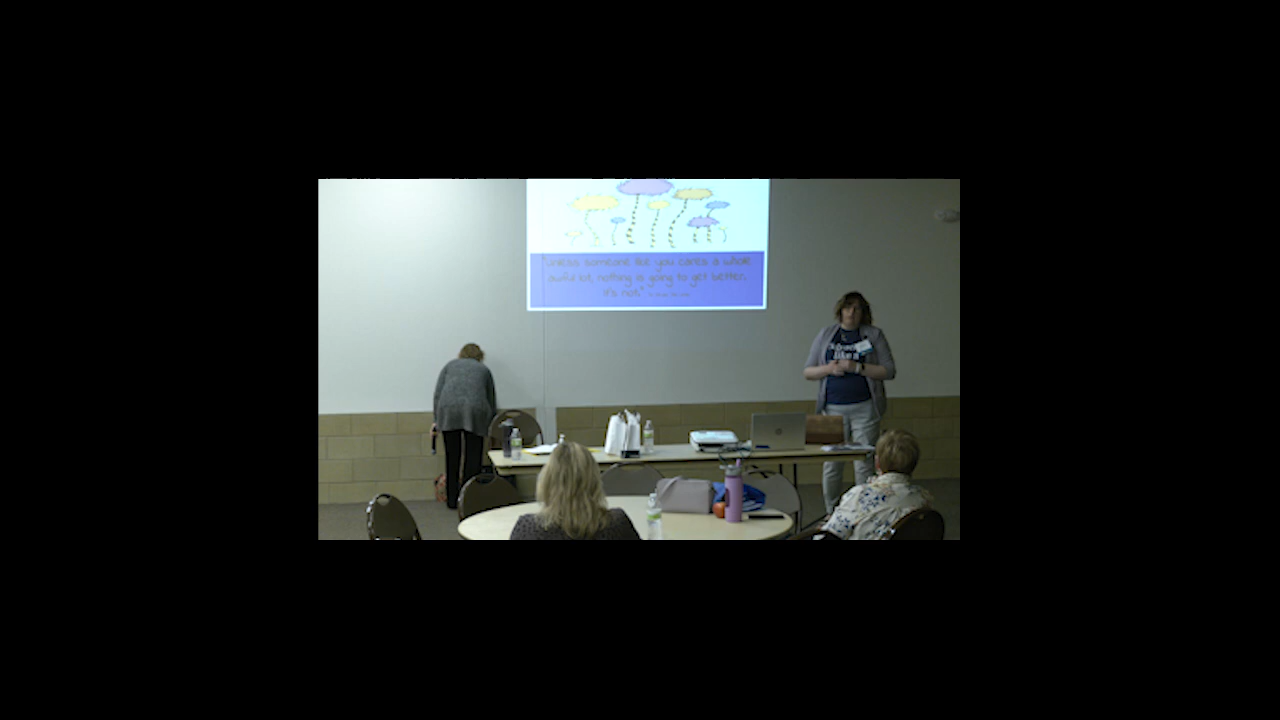 "Unless someone like you cares a whole
awful lot, nothing is going to get better.
It's not."